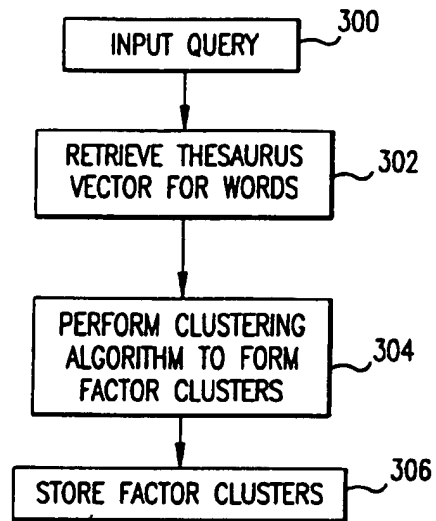 INPUT QUERY
300
RETRIEVE THESAURUS
VECTOR FOR WORDS
302
PERFORM CLUSTERING
ALGORITHM TO FORM
FACTOR CLUSTERS
304
STORE FACTOR CLUSTERS
306